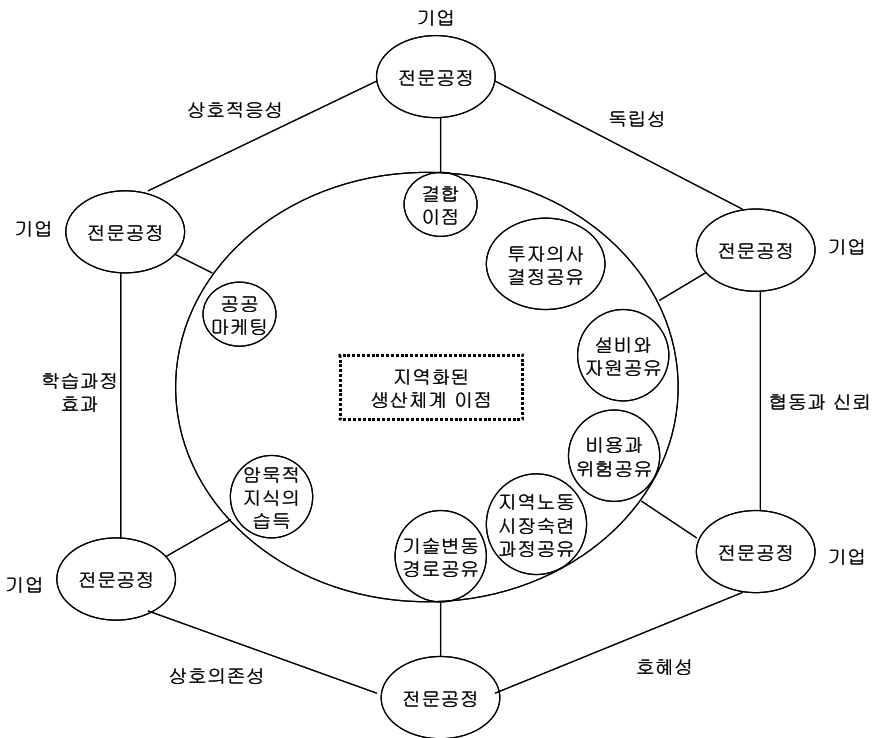 기업
전문공정
상호적응성
독립성
결합
이점
기업
전문공정
투자의사
결정공유
전문공정
기업
공공
마케팅
설비와
자원공유
지역화된
생산체계 이점
학습과정
효과
협동과 신뢰
비용과
위험공유
암묵적
지식의
습득
지역노동
시장숙련
과정공유
기술변동
경로공유
전문공정
기업
기업
전문공정
상호의존성
호혜성
전문공정